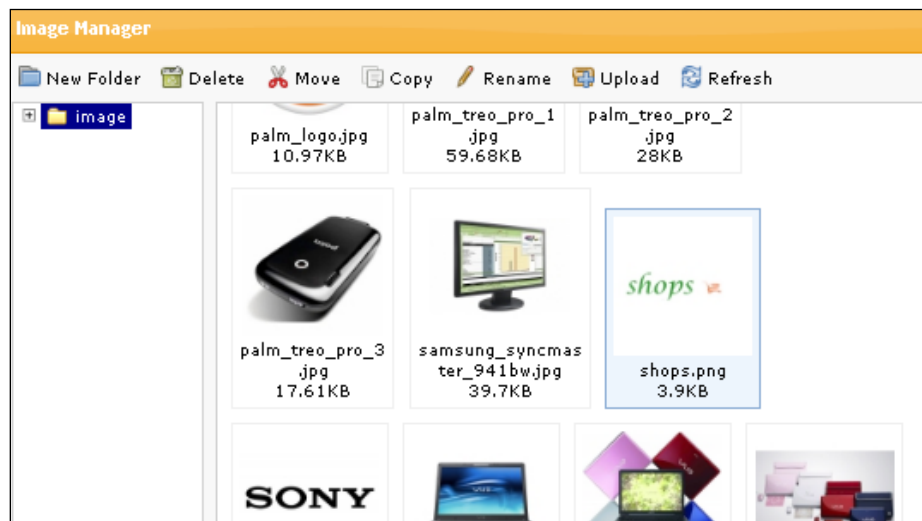 Image Manager
New Folder Delete Move Copy Rename Upload Refresh
image
palm_logo.jpg
10.97KB
palm_treo_pro_1
.jpg
59.68KB
palm_treo_pro_2
.jpg
28KB
palm_treo_pro_3
.jpg
17.61KB
samsung_syncmas
ter_941bw.jpg
39.7KB
shops
shops.png
3.9KB
SONY